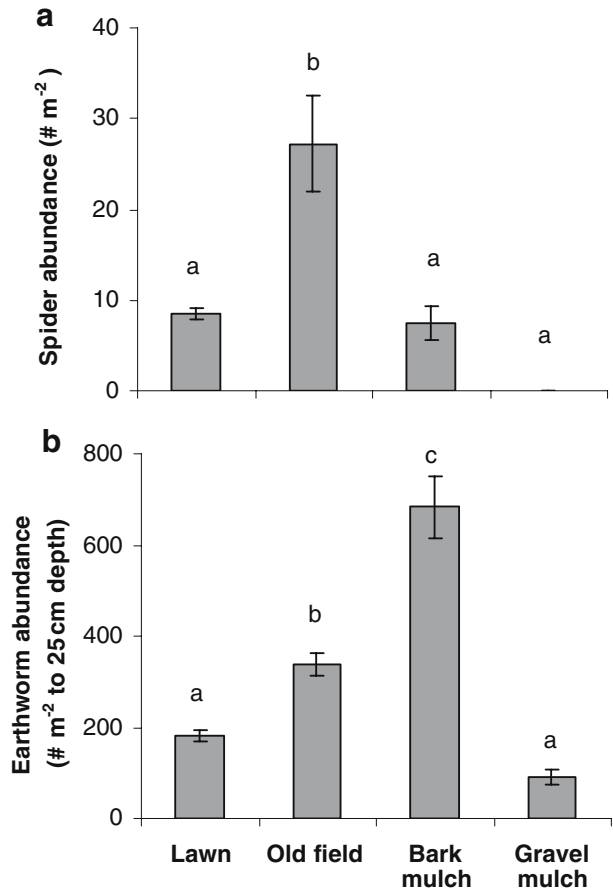 a
Spider abundance (# m⁻²)
40
30
20
10
0
a
b
a
a
b
Earthworm abundance
(# m⁻² to 25cm depth)
800
600
400
200
0
a
b
c
a
Lawn
Old field
Bark
mulch
Gravel
mulch